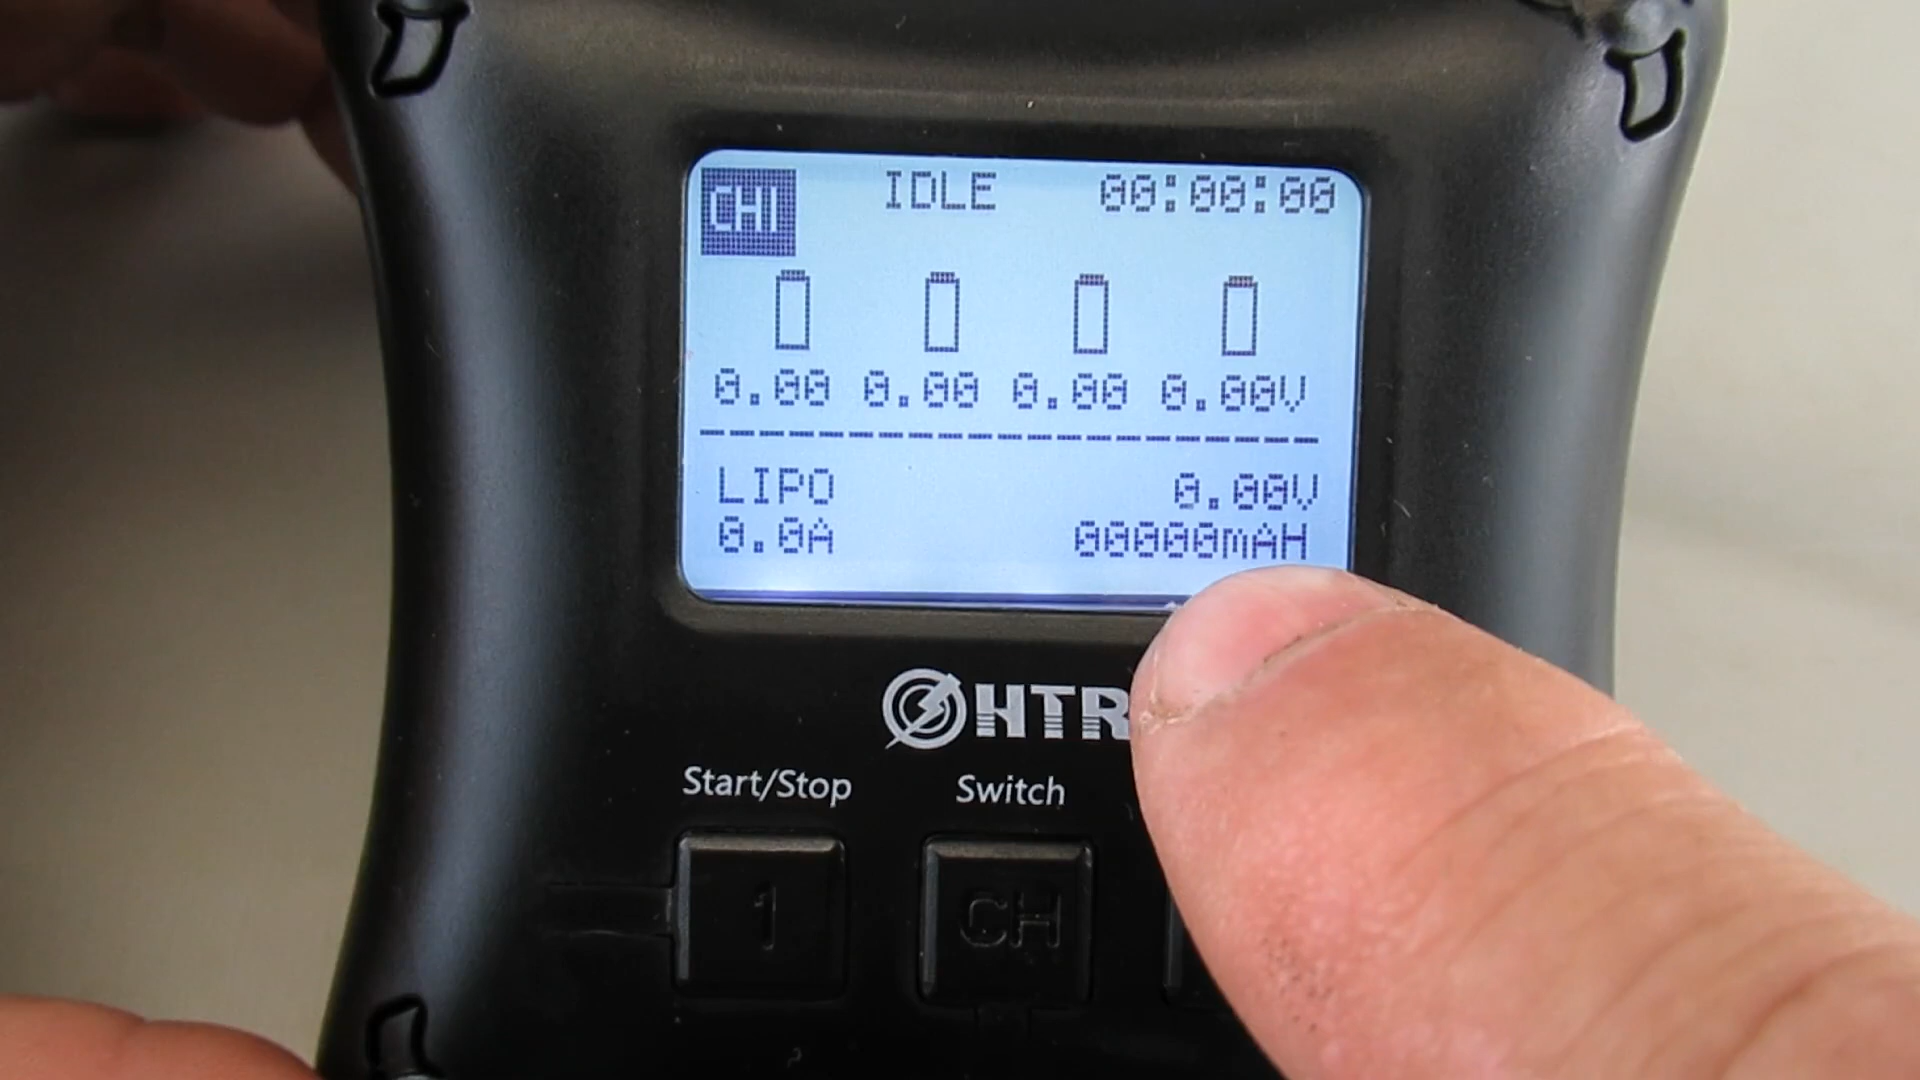 CH1 IDLE 00:00:00
0.00 0.00 0.00 0.00V
LIPO 0.00V
0.0A 00000mAH
HTR
Start/Stop Switch
1 CH